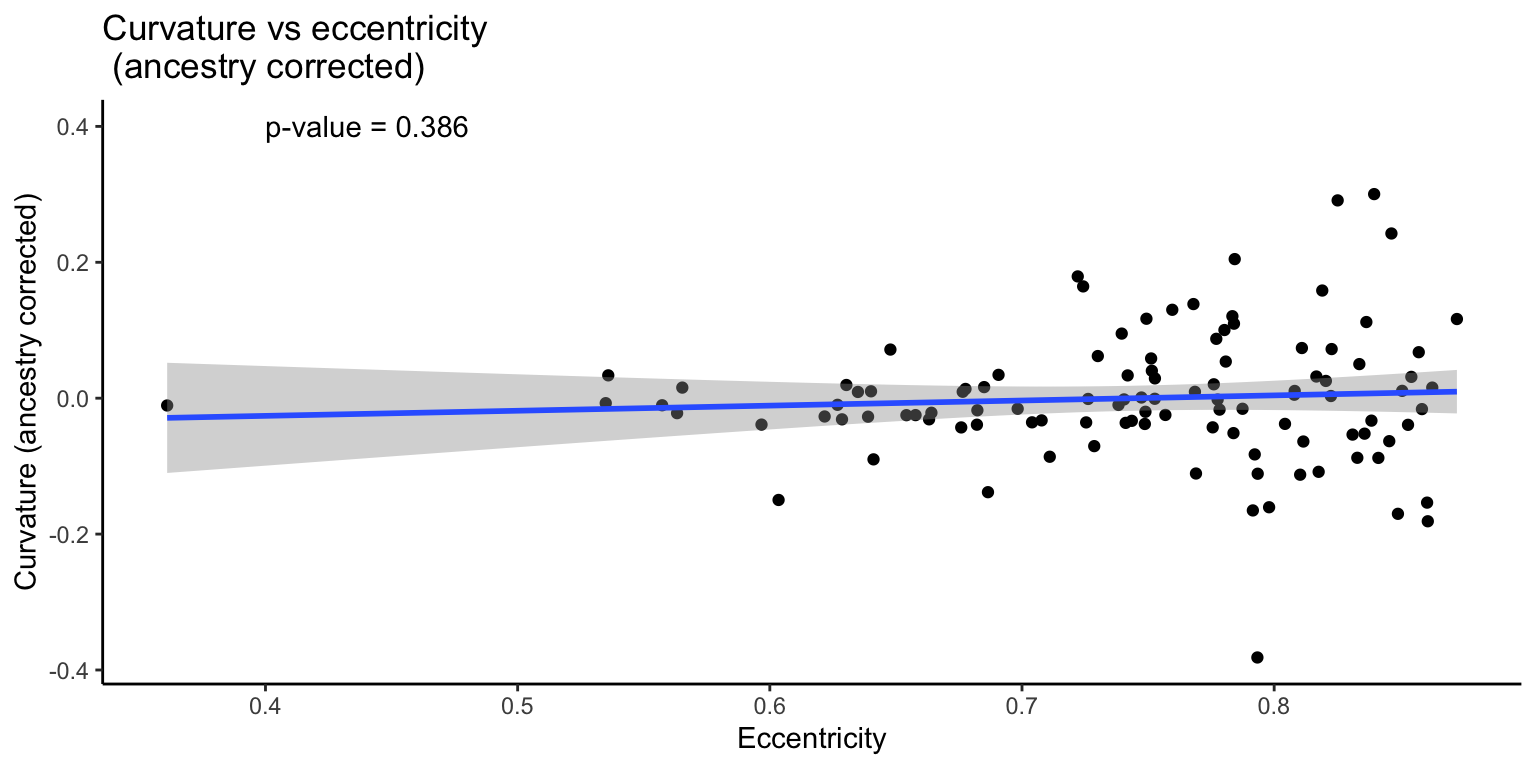 Curvature vs eccentricity
(ancestry corrected)
p-value = 0.386
Curvature (ancestry corrected)
0.4
0.2
0.0
-0.2
-0.4
0.4 0.5 0.6 0.7 0.8
Eccentricity